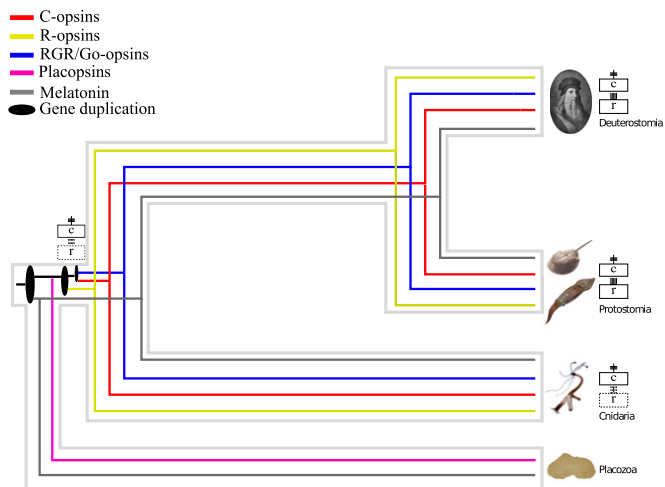 C-opsins
R-opsins
RGR/Go-opsins
Placopsins
Melatonin
Gene duplication
c
r
Deuterostomia
c
r
c
r
Protostomia
c
r
Cnidaria
Placozoa